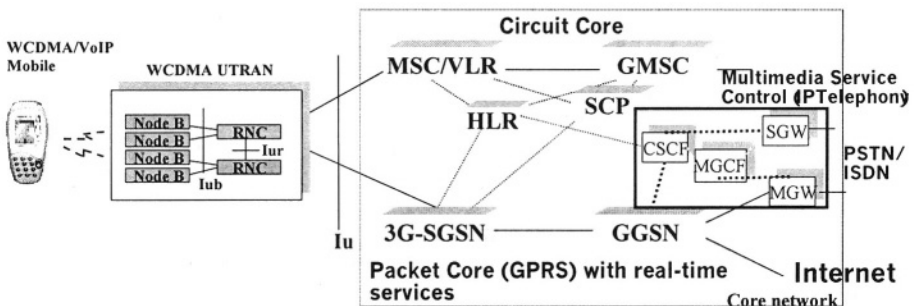 Circuit Core
WCDMA/VoIP
Mobile
WCDMA UTRAN
Node B
Node B
Node B
Node B
RNC
RNC
Iur
Iub
Iu
MSC/VLR
GMSC
SCP
HLR
Multimedia Service
Control (IPTelephony)
SGW
CSCF
MGCF
MGW
PSTN/
ISDN
3G-SGSN
GGSN
Internet
Packet Core (GPRS) with real-time
services
Core network